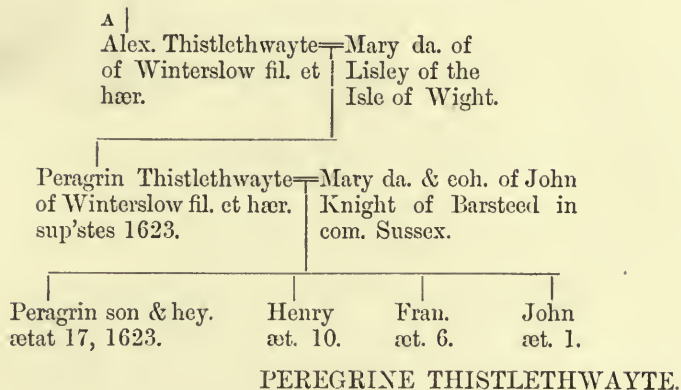 A
Alex. Thistlethwayte=Mary da. of
of Winterslow fil. et Lisley of the
hær. Isle of Wight.
Peragrin Thistlethwayte=Mary da. & coh. of John
of Winterslow fil. et hær. Knight of Barsteed in
sup'stes 1623. com. Sussex.
Peragrin son & hey. Henry Fran. John
ætat 17, 1623. æt. 10. æt. 6. æt. 1.
PEREGRINE THISTLETHWAYTE.